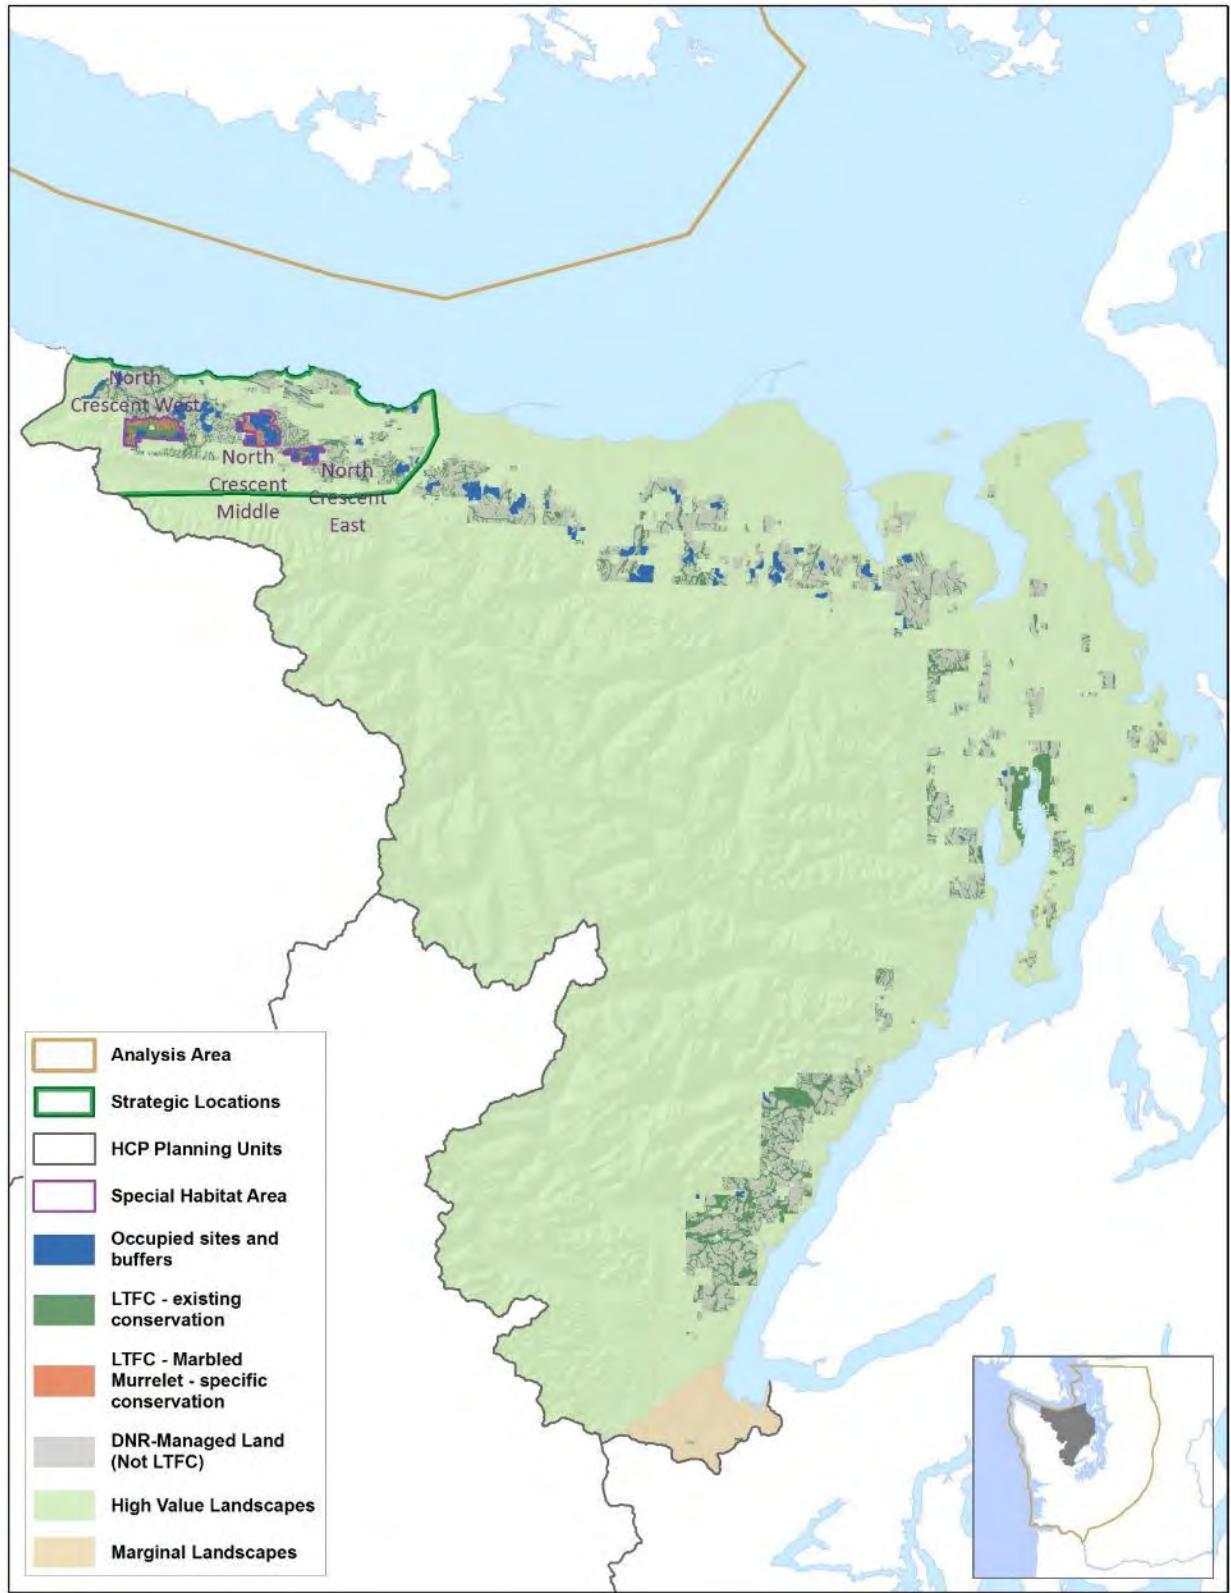 North
Crescent West
North
Crescent
Middle
North
Crescent
East
Analysis Area
Strategic Locations
HCP Planning Units
Special Habitat Area
Occupied sites and
buffers
LTFC - existing
conservation
LTFC - Marbled
Murrelet - specific
conservation
DNR-Managed Land
(Not LTFC)
High Value Landscapes
Marginal Landscapes